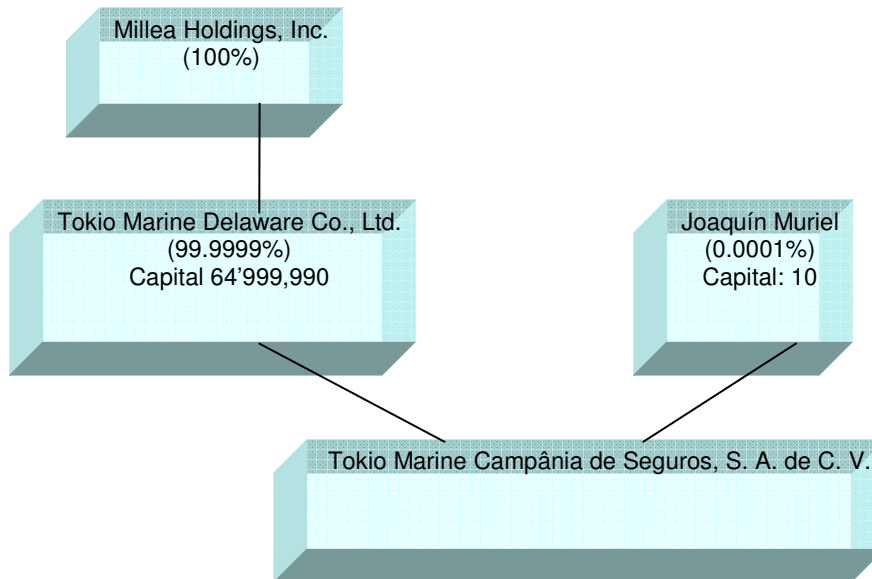 Millea Holdings, Inc.
(100%)
Tokio Marine Delaware Co., Ltd.
(99.9999%)
Capital 64’999,990
Joaquín Muriel
(0.0001%)
Capital: 10
Tokio Marine Campânia de Seguros, S. A. de C. V.